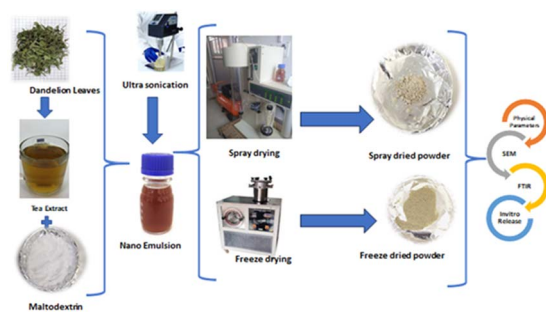 Dandelion Leaves
Tea Extract
Maltodextrin
Ultra sonication
Nano Emulsion
Spray drying
Freeze drying
Spray dried powder
Freeze dried powder
Physical
Parameters
SEM
FTIR
Invitro
Release